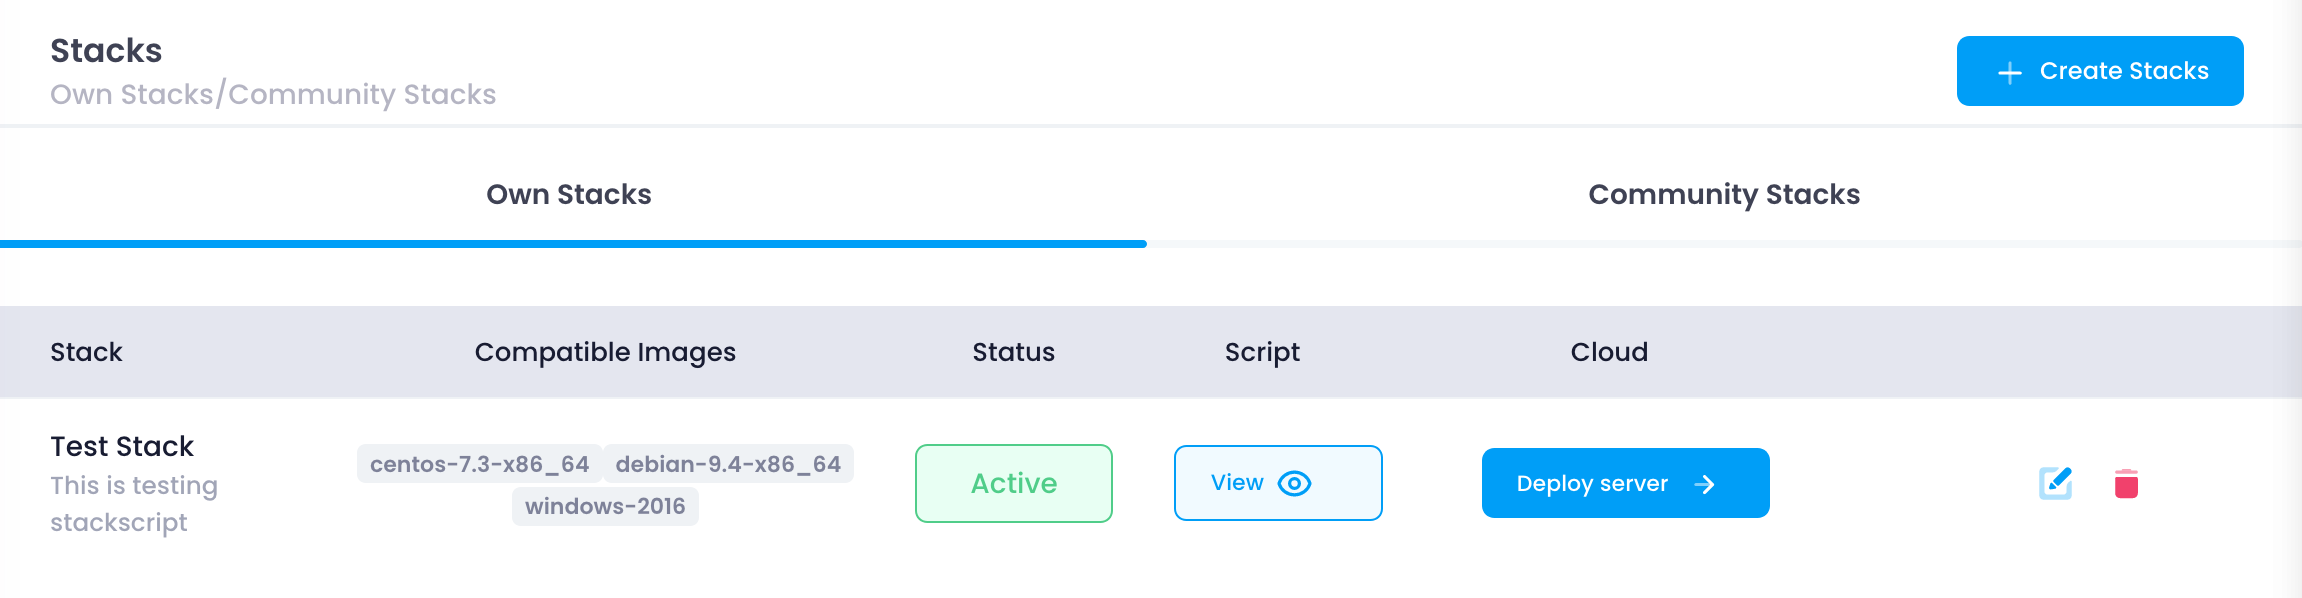 Stacks
Own Stacks/Community Stacks
Create Stacks
Own Stacks
Community Stacks
Stack
Compatible Images
Status
Script
Cloud
Test Stack
This is testing
stackscript
centos-7.3-x86_64
debian-9.4-x86_64
windows-2016
Active
View
Deploy server